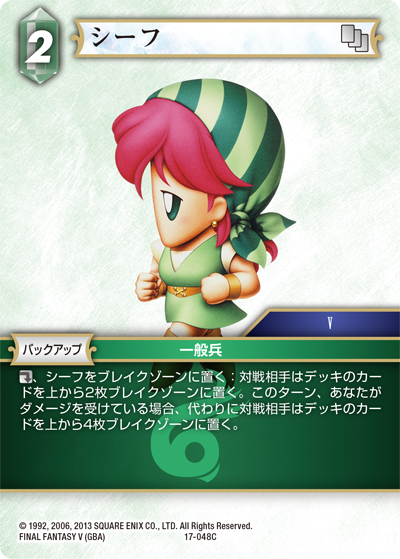 2
シーフ
V
バックアップ
一般兵
、シーフをブレイクゾーンに置く：対戦相手はデッキのカー
ドを上から2枚ブレイクゾーンに置く。このターン、あなたが
ダメージを受けている場合、代わりに対戦相手はデッキのカー
ドを上から4枚ブレイクゾーンに置く。
6
© 1992, 2006, 2013 SQUARE ENIX CO., LTD. All Rights Reserved.
FINAL FANTASY V (GBA)
17-048C